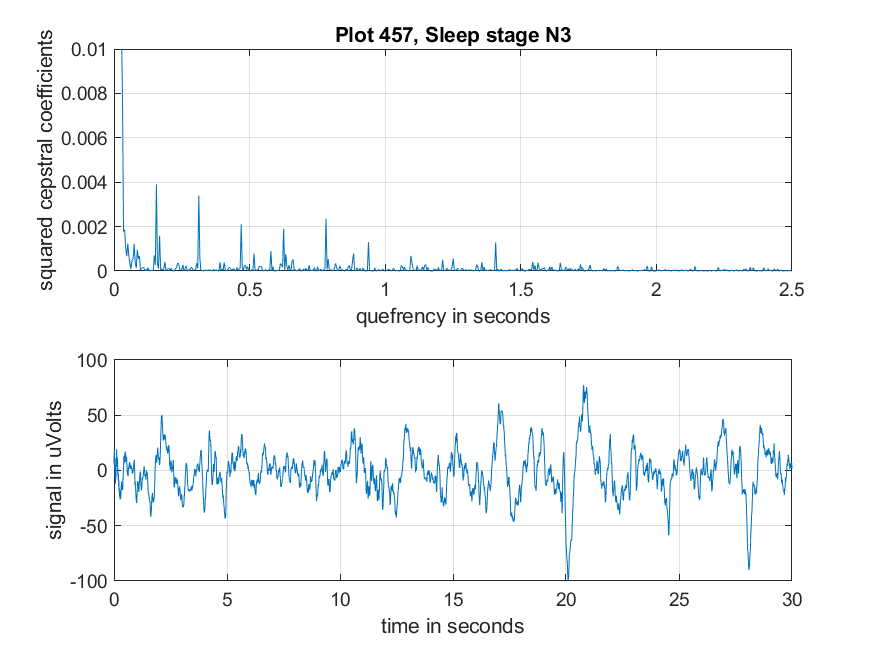 Plot 457, Sleep stage N3
squared cepstral coefficients
0.01
0.008
0.006
0.004
0.002
0
0 0.5 1 1.5 2 2.5
quefrency in seconds
signal in uVolts
100
50
0
-50
-100
0 5 10 15 20 25 30
time in seconds